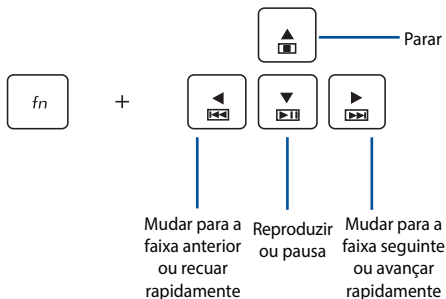 Parar
fn
+
Mudar para a
faixa anterior
ou recuar
rapidamente
Reproduzir
ou pausa
Mudar para a
faixa seguinte
ou avançar
rapidamente